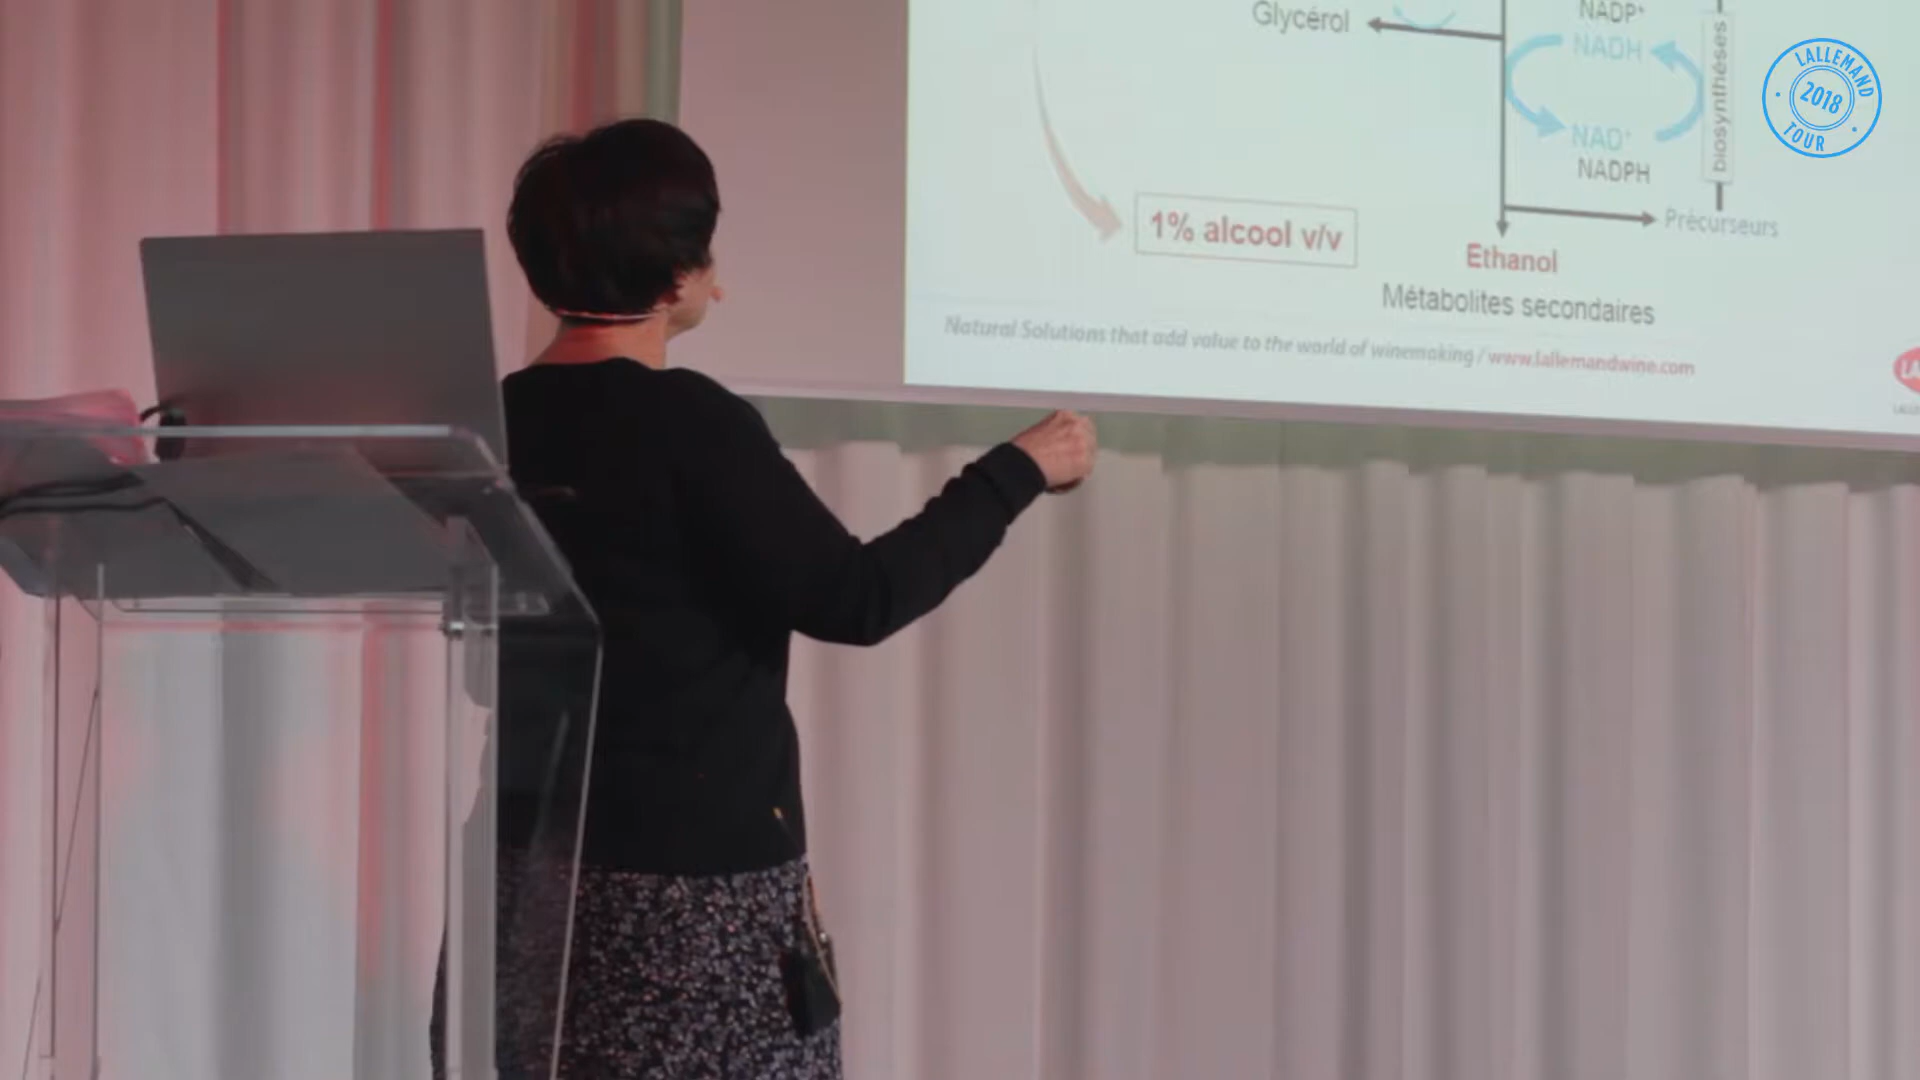 Glycérol
NADP+
NADH
NAD+
NADPH
biosynthéses
Précurseurs
1% alcool v/v
Ethanol
Métabolites secondaires
Natural Solutions that add value to the world of winemaking / www.lallemandwine.com
LALLEMAND
2018
TOUR